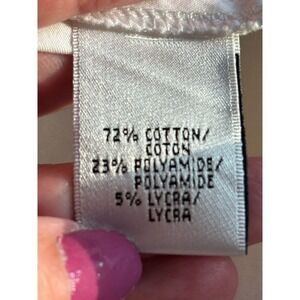 72% COTTON/
COTON
23% POLYAMIDE/
POLYAMIDE
5% LYCRA/
LYCRA